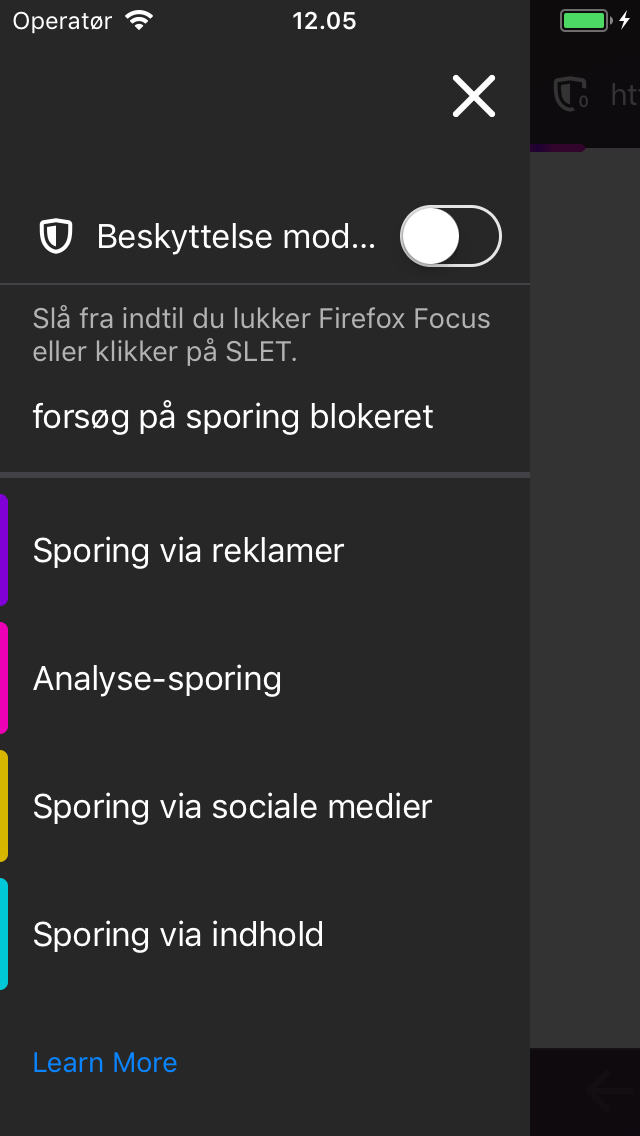 Operatør
12.05
0
Beskyttelse mod...
Slå fra indtil du lukker Firefox Focus
eller klikker på SLET.
forsøg på sporing blokeret
Sporing via reklamer
Analyse-sporing
Sporing via sociale medier
Sporing via indhold
Learn More